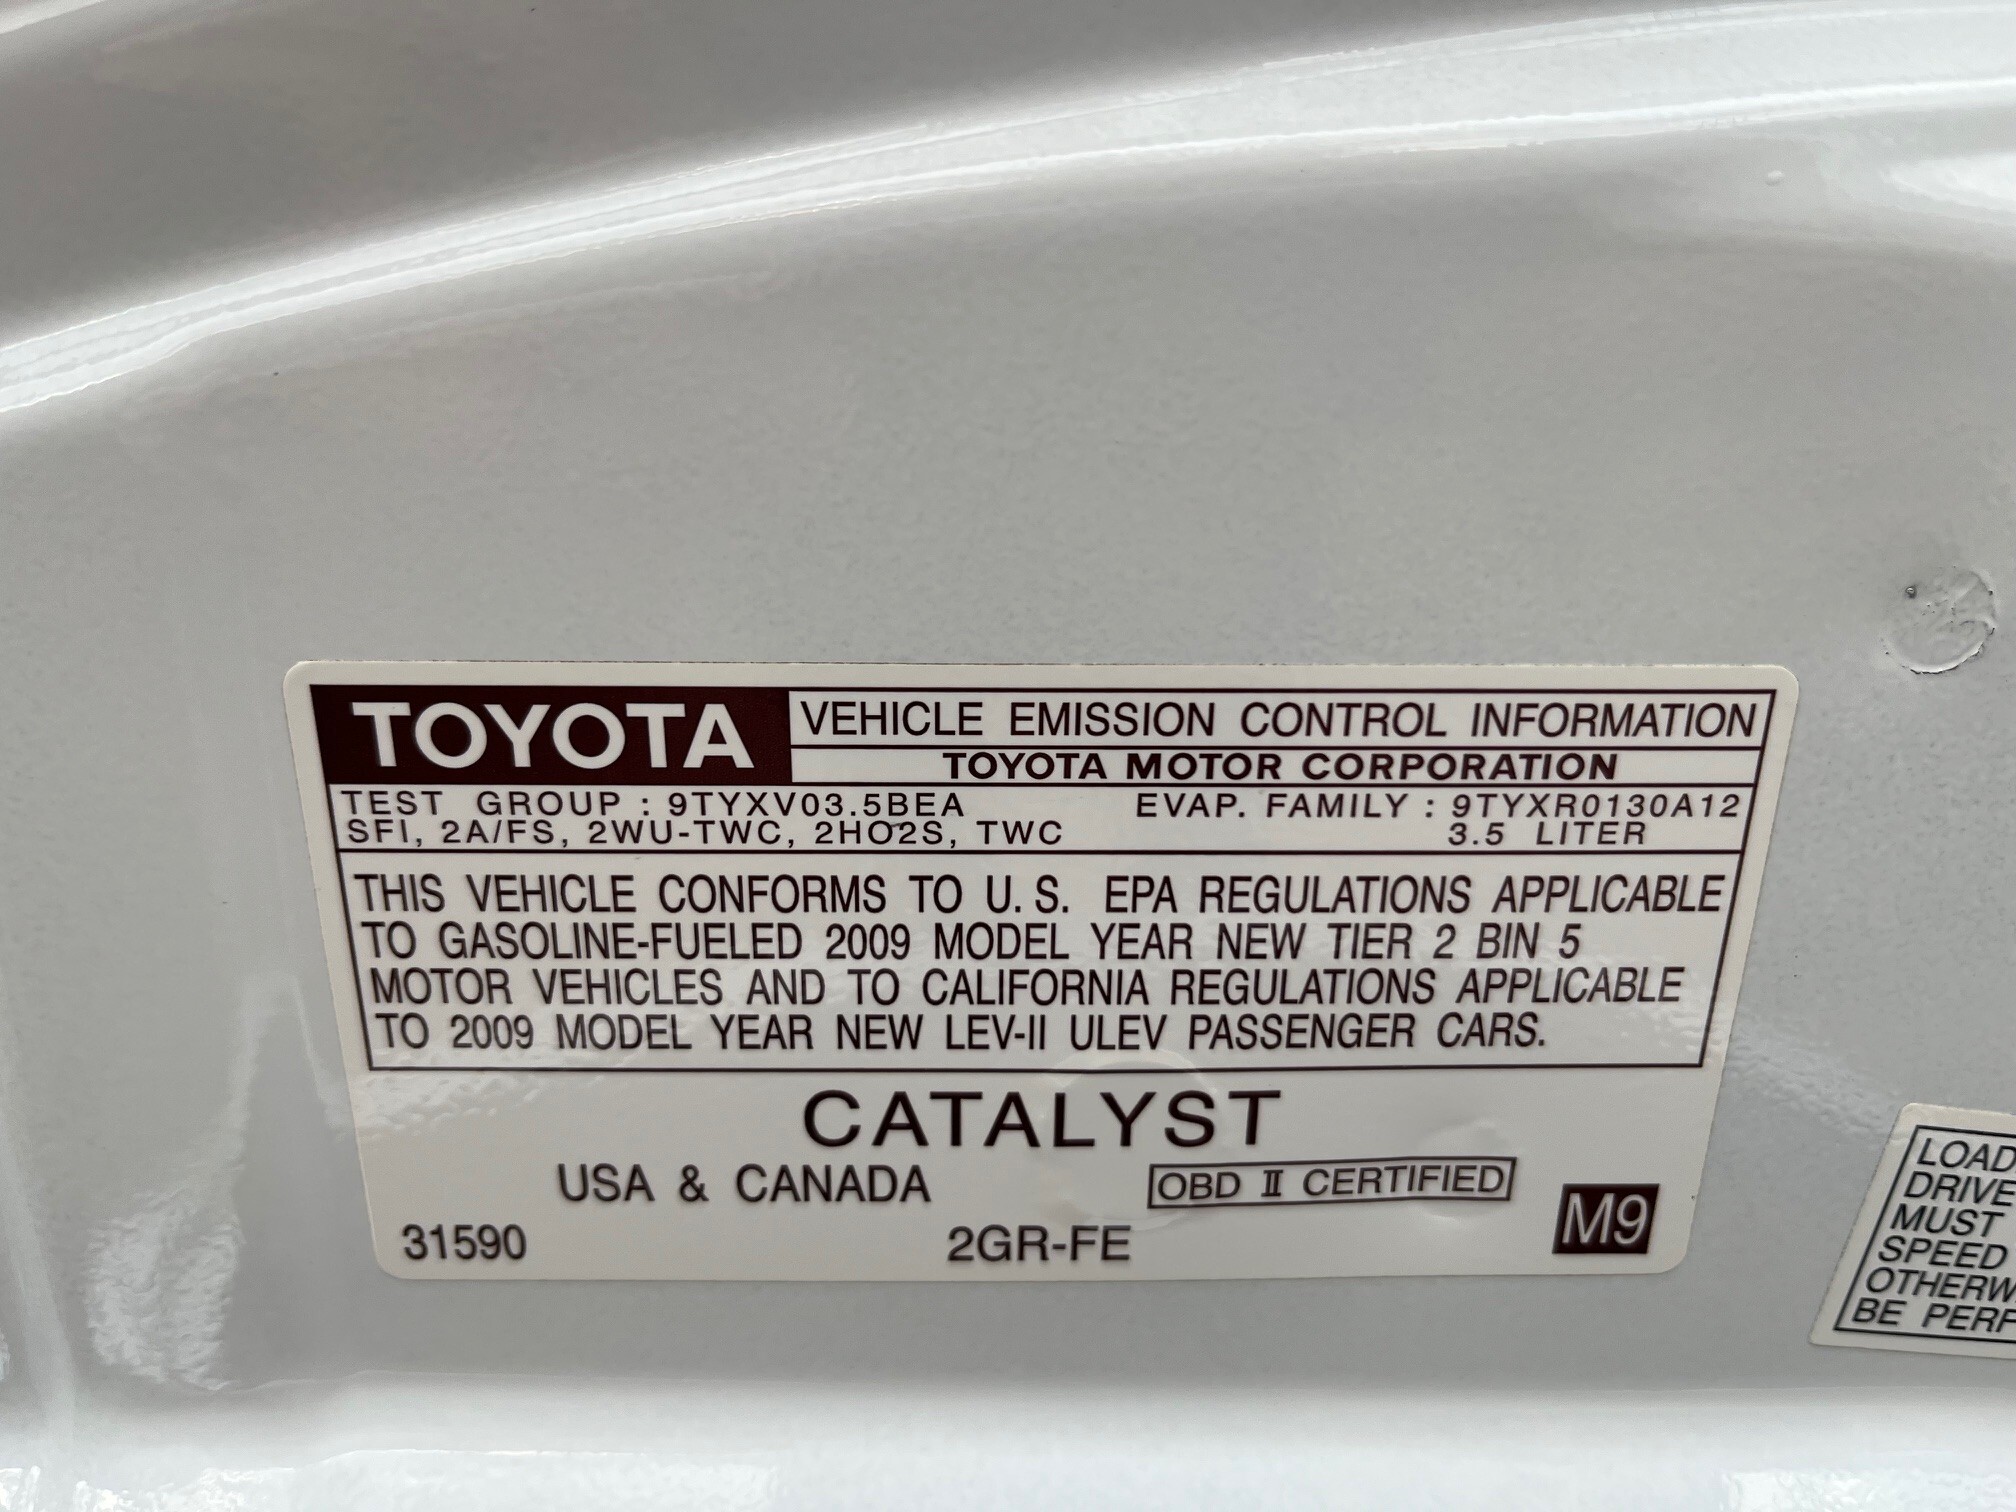 TOYOTA VEHICLE EMISSION CONTROL INFORMATION
TOYOTA MOTOR CORPORATION
TEST GROUP : 9TYXV03.5BEA EVAP. FAMILY : 9TYXR0130A12
SFI, 2A/FS, 2WU-TWC, 2HO2S, TWC 3.5 LITER
THIS VEHICLE CONFORMS TO U.S. EPA REGULATIONS APPLICABLE
TO GASOLINE-FUELED 2009 MODEL YEAR NEW TIER 2 BIN 5
MOTOR VEHICLES AND TO CALIFORNIA REGULATIONS APPLICABLE
TO 2009 MODEL YEAR NEW LEV-II ULEV PASSENGER CARS.
CATALYST
USA & CANADA OBD II CERTIFIED
31590 2GR-FE M9
LOAD
DRIVE
MUST
SPEED
OTHERW
BE PERF